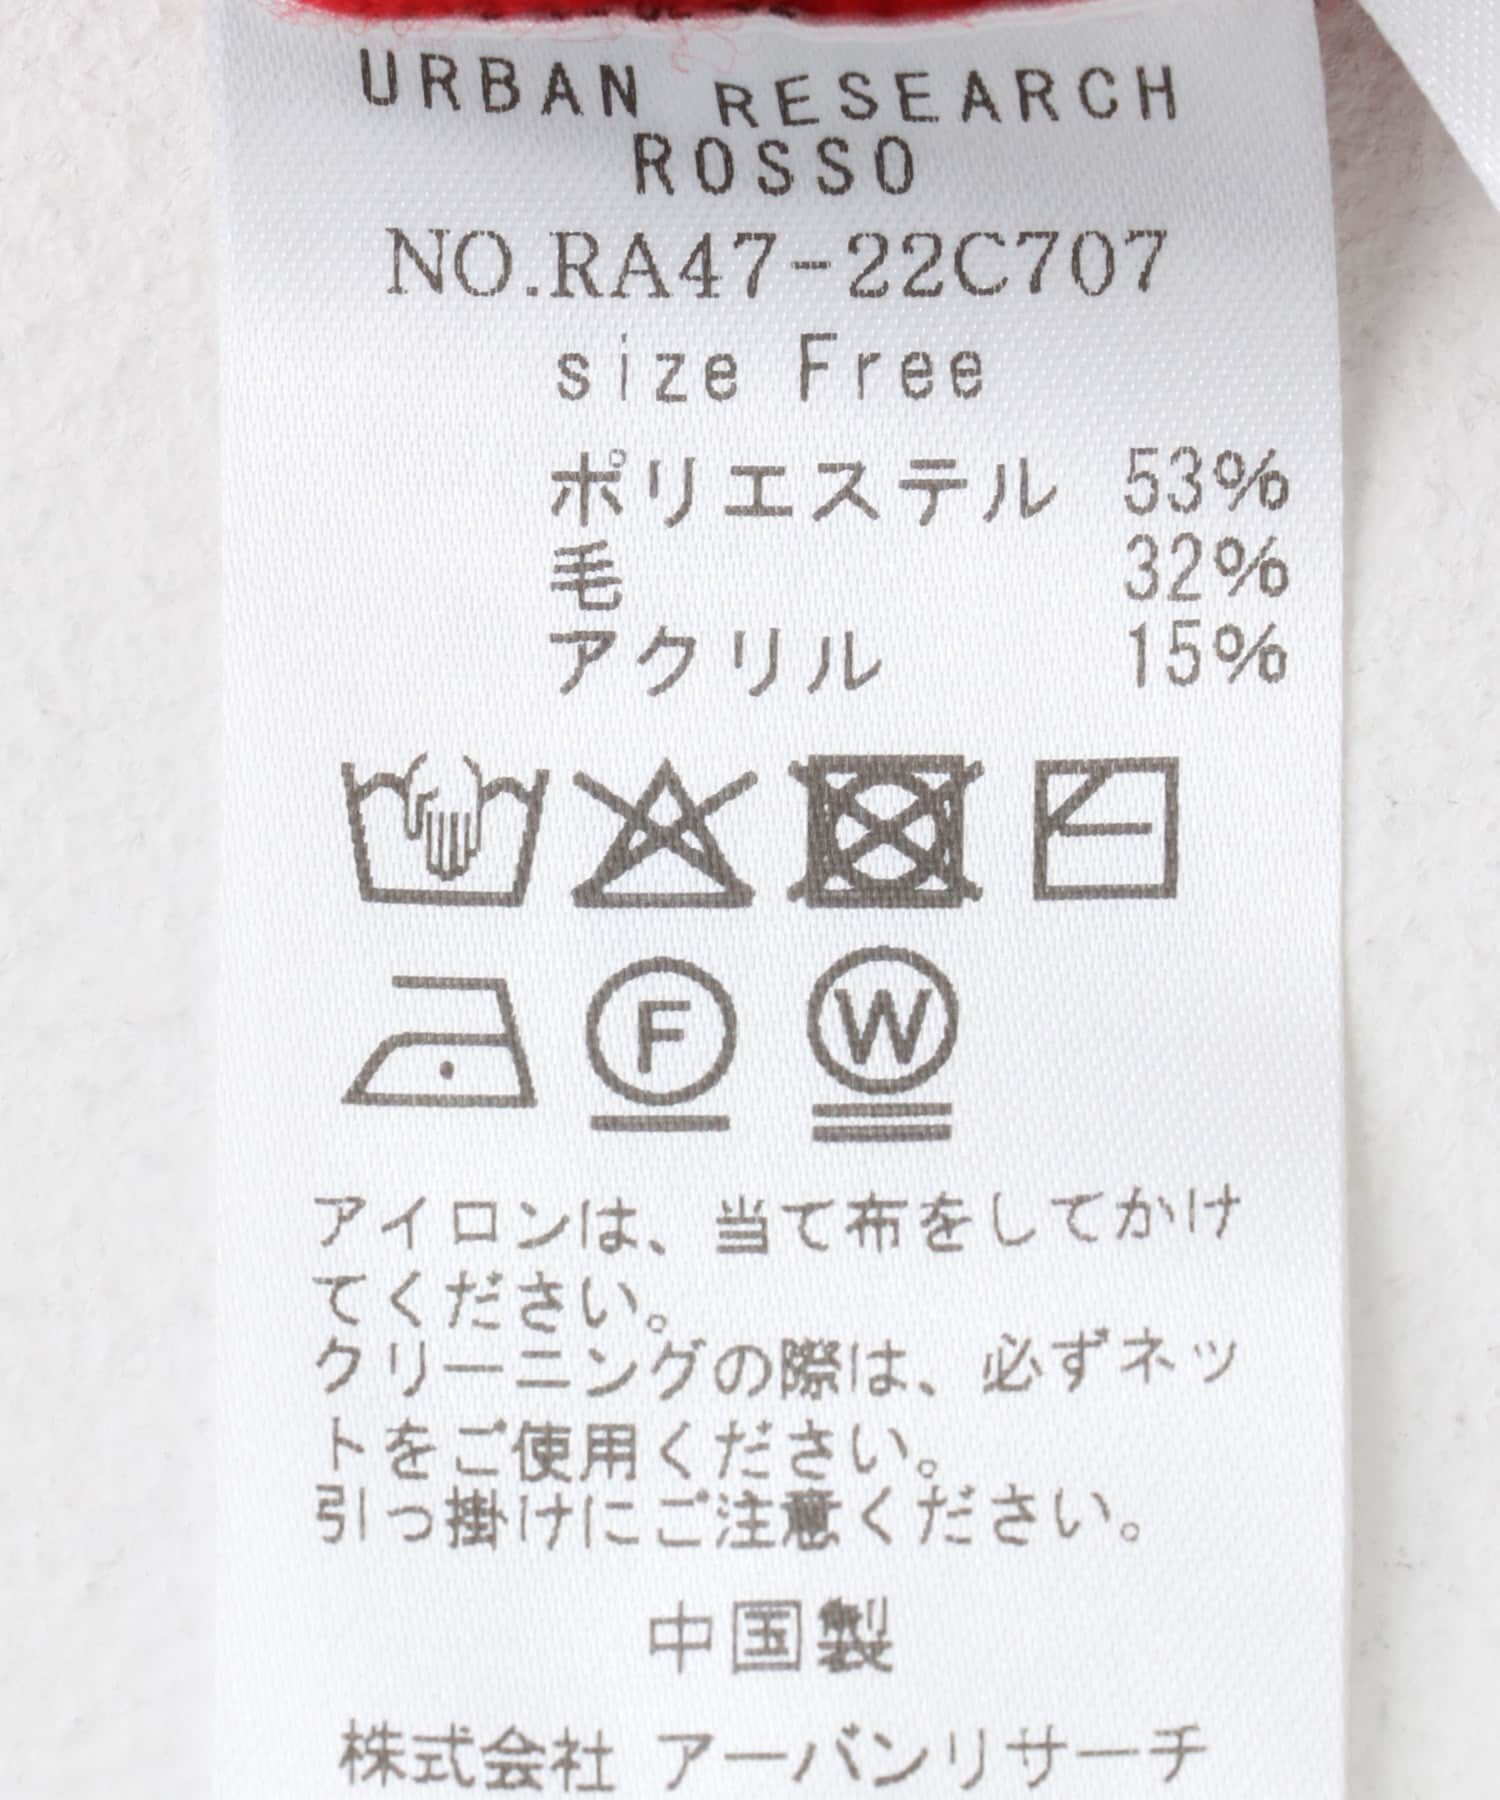 URBAN RESEARCH
ROSSO
NO.RA47-22C707
size Free
ポリエステル 53%
毛 32%
アクリル 15%
F W
アイロンは、当て布をしてかけ
てください。
クリーニングの際は、必ずネッ
トをご使用ください。
引っ掛けにご注意ください。
中国製
株式会社 アーバンリサーチ